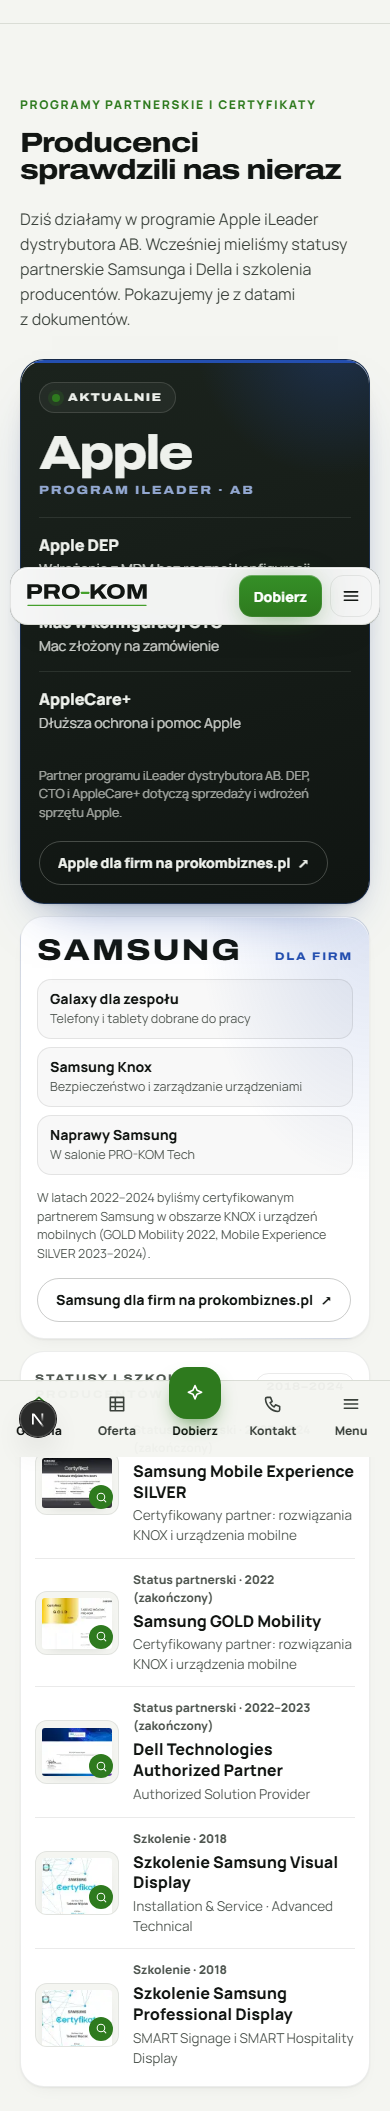 PROGRAMY PARTNERSKIE I CERTYFIKATY
Producenci
sprawdzili nas nieraz
Dziś działamy w programie Apple iLeader
dystrybutora AB. Wcześniej mieliśmy statusy
partnerskie Samsunga i Della i szkolenia
producentów. Pokazujemy je z datami
z dokumentów.
AKTUALNIE
Apple
PROGRAM ILEADER · AB
Apple DEP
PRO-KOM
Dobierz
Mac złożony na zamówienie
AppleCare+
Dłuższa ochrona i pomoc Apple
Partner programu iLeader dystrybutora AB. DEP,
CTO i AppleCare+ dotyczą sprzedaży i wdrożeń
sprzętu Apple.
Apple dla firm na prokombiznes.pl ↗
SAMSUNG
DLA FIRM
Galaxy dla zespołu
Telefony i tablety dobrane do pracy
Samsung Knox
Bezpieczeństwo i zarządzanie urządzeniami
Naprawy Samsung
W salonie PRO-KOM Tech
W latach 2022–2024 byliśmy certyfikowanym
partnerem Samsung w obszarze KNOX i urządzeń
mobilnych (GOLD Mobility 2022, Mobile Experience
SILVER 2023–2024).
Samsung dla firm na prokombiznes.pl ↗
STATUSY I
N
Oferta
Dobierz
Kontakt
Menu
Samsung Mobile Experience
SILVER
Certyfikowany partner: rozwiązania
KNOX i urządzenia mobilne
Status partnerski · 2022
(zakończony)
Samsung GOLD Mobility
Certyfikowany partner: rozwiązania
KNOX i urządzenia mobilne
Status partnerski · 2022–2023
(zakończony)
Dell Technologies
Authorized Partner
Authorized Solution Provider
Szkolenie · 2018
Szkolenie Samsung Visual
Display
Installation & Service · Advanced
Technical
Szkolenie · 2018
Szkolenie Samsung
Professional Display
SMART Signage i SMART Hospitality
Display